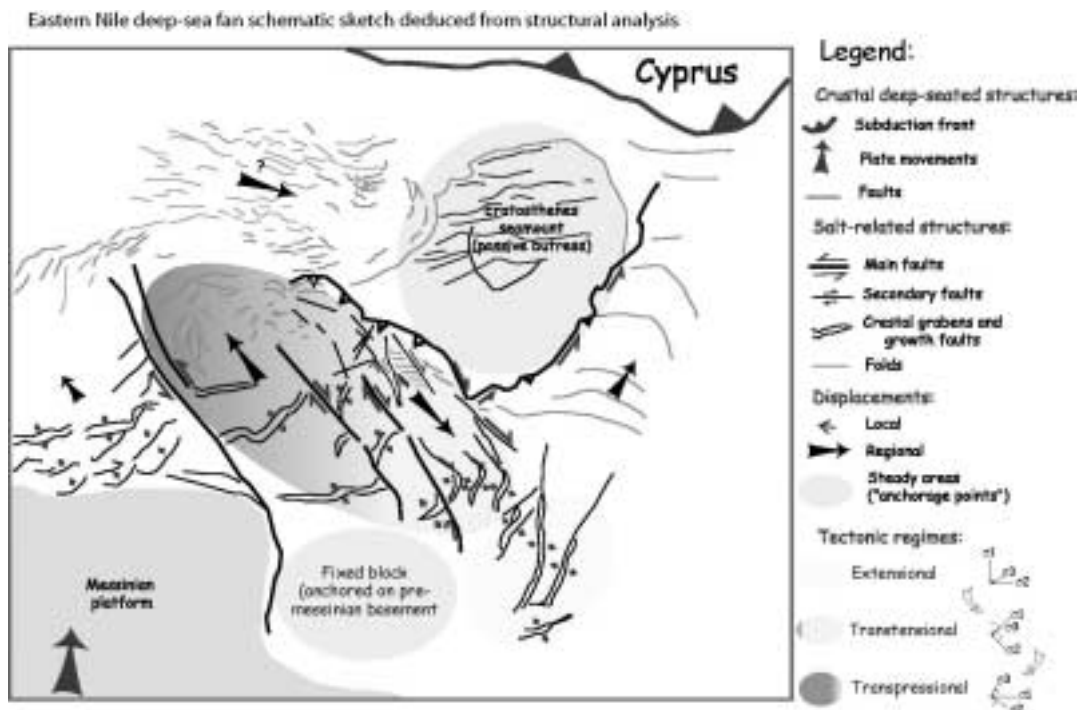 Eastern Nile deep-sea fan schematic sketch deduced from structural analysis
Cyprus
?
Eratosthenes
seamount
(passive butress)
Fixed block
(anchored on pre-
messinian basement
Messinian
platform
Legend:
Crustal deep-seated structures:
Subduction front
Plate movements
Faults
Salt-related structures:
Main faults
Secondary faults
Crestal grabens and
growth faults
Folds
Displacements:
Local
Regional
Steady areas
("anchorage points")
Tectonic regimes:
Extensional
Transtensional
Transpressional